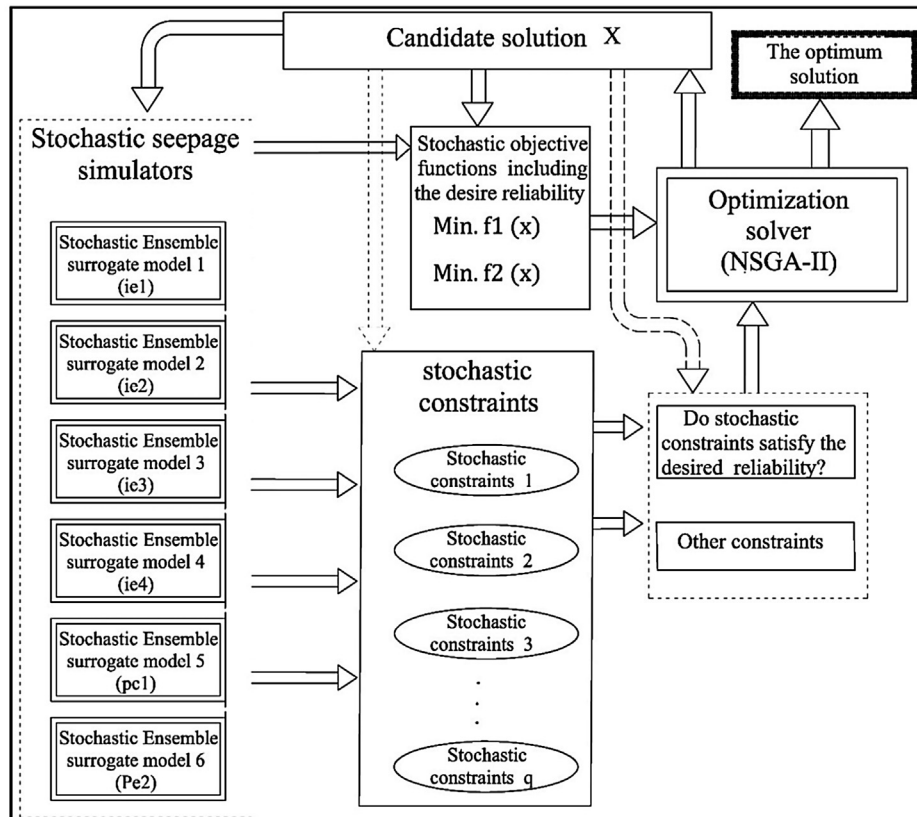 Candidate solution X
The optimum
solution
Stochastic seepage
simulators
Stochastic objective
functions including
the desire reliability
Min. f1 (x)
Min. f2 (x)
Optimization
solver
(NSGA-II)
Stochastic Ensemble
surrogate model 1
(ie1)
Stochastic Ensemble
surrogate model 2
(ie2)
Stochastic Ensemble
surrogate model 3
(ie3)
Stochastic Ensemble
surrogate model 4
(ie4)
Stochastic Ensemble
surrogate model 5
(pc1)
Stochastic Ensemble
surrogate model 6
(Pe2)
stochastic
constraints
Stochastic
constraints 1
Stochastic
constraints 2
Stochastic
constraints 3
. . .
Stochastic
constraints q
Do stochastic
constraints satisfy the
desired reliability?
Other constraints